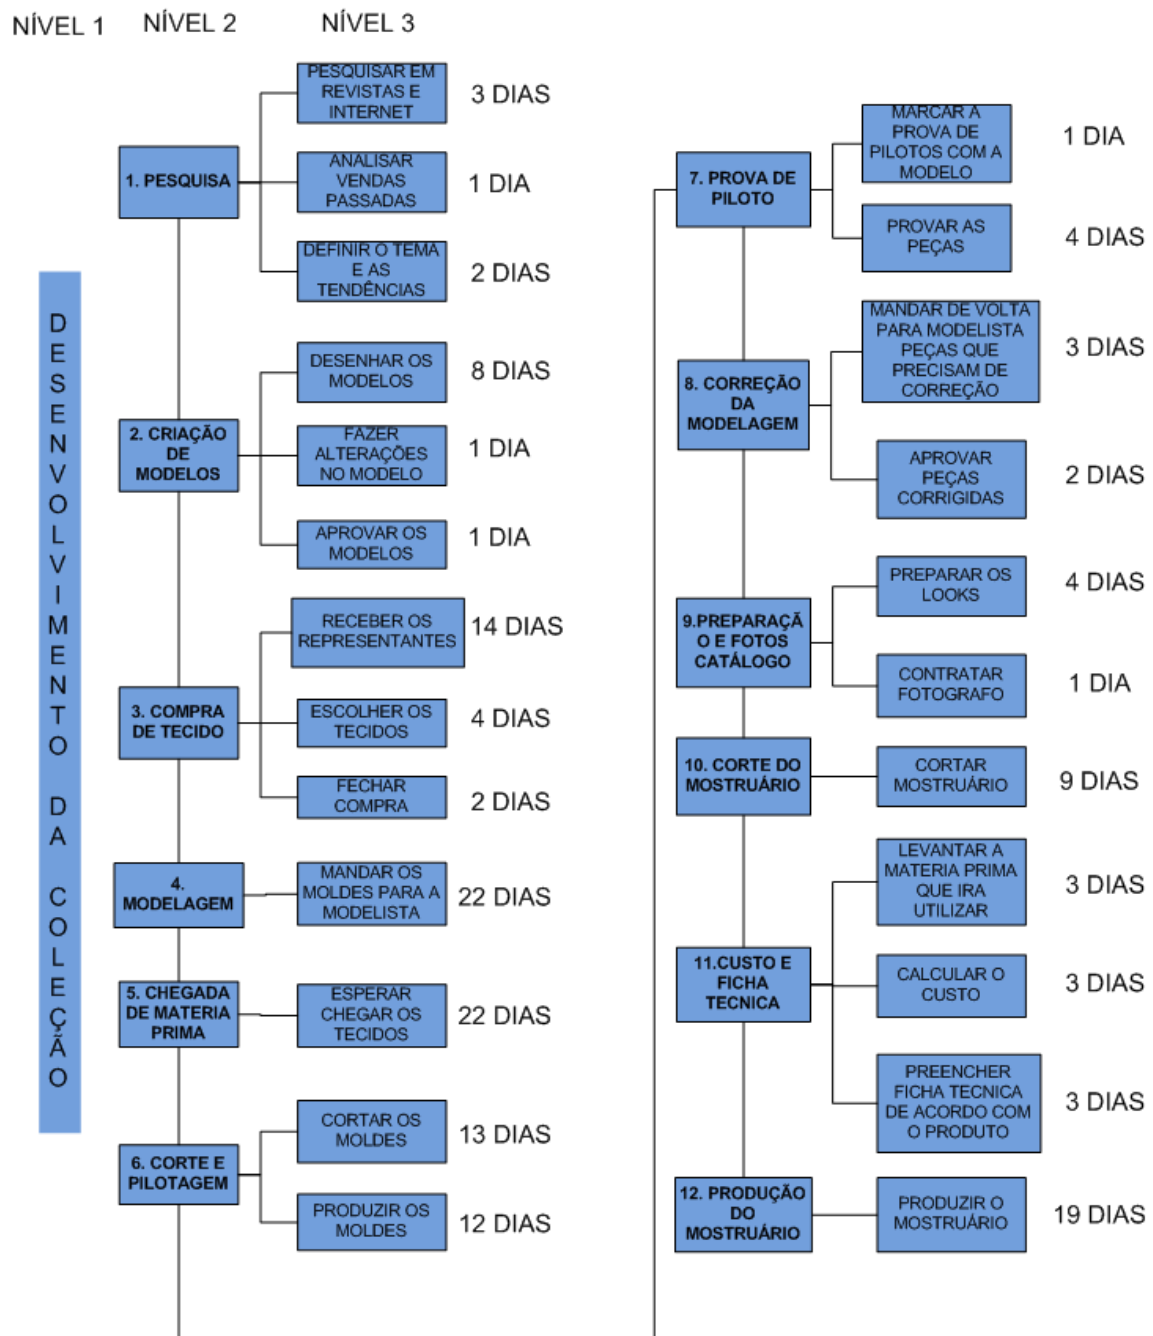 NÍVEL 1
NÍVEL 2
NÍVEL 3
DESENVOLVIMENTO DA COLEÇÃO
1. PESQUISA
PESQUISAR EM
REVISTAS E
INTERNET
3 DIAS
ANALISAR
VENDAS
PASSADAS
1 DIA
DEFINIR O TEMA
E AS
TENDÊNCIAS
2 DIAS
2. CRIAÇÃO
DE
MODELOS
DESENHAR OS
MODELOS
8 DIAS
FAZER
ALTERAÇÕES
NO MODELO
1 DIA
APROVAR OS
MODELOS
1 DIA
3. COMPRA
DE TECIDO
RECEBER OS
REPRESENTANTES
14 DIAS
ESCOLHER OS
TECIDOS
4 DIAS
FECHAR
COMPRA
2 DIAS
4.
MODELAGEM
MANDAR OS
MOLDES PARA A
MODELISTA
22 DIAS
5. CHEGADA
DE MATERIA
PRIMA
ESPERAR
CHEGAR OS
TECIDOS
22 DIAS
6. CORTE E
PILOTAGEM
CORTAR OS
MOLDES
13 DIAS
PRODUZIR OS
MOLDES
12 DIAS
7. PROVA DE
PILOTO
MARCAR A
PROVA DE
PILOTOS COM A
MODELO
1 DIA
PROVAR AS
PEÇAS
4 DIAS
8. CORREÇÃO
DA
MODELAGEM
MANDAR DE VOLTA
PARA MODELISTA
PEÇAS QUE
PRECISAM DE
CORREÇÃO
3 DIAS
APROVAR
PEÇAS
CORRIGIDAS
2 DIAS
9.PREPARAÇÃ
O E FOTOS
CATÁLOGO
PREPARAR OS
LOOKS
4 DIAS
CONTRATAR
FOTOGRAFO
1 DIA
10. CORTE DO
MOSTRUÁRIO
CORTAR
MOSTRUÁRIO
9 DIAS
11.CUSTO E
FICHA
TECNICA
LEVANTAR A
MATERIA PRIMA
QUE IRA
UTILIZAR
3 DIAS
CALCULAR O
CUSTO
3 DIAS
PREENCHER
FICHA TECNICA
DE ACORDO COM
O PRODUTO
3 DIAS
12. PRODUÇÃO
DO
MOSTRUÁRIO
PRODUZIR O
MOSTRUÁRIO
19 DIAS